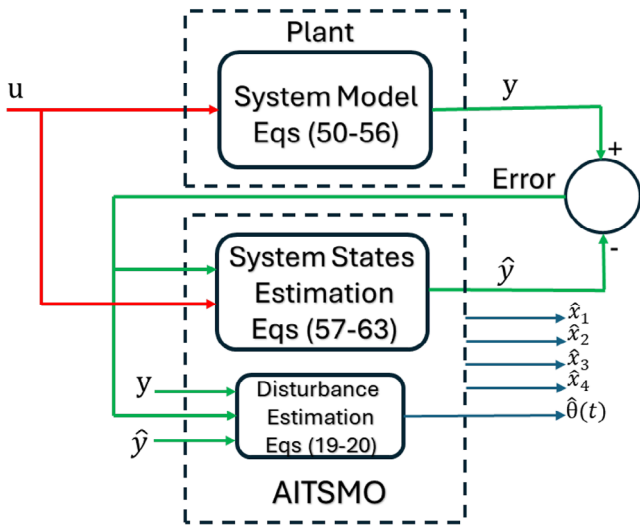 Plant
u
System Model
Eqs (50-56)
y
+
Error
-
System States
Estimation
Eqs (57-63)
ŷ
x̂₁
x̂₂
x̂₃
x̂₄
y
Disturbance
Estimation
Eqs (19-20)
θ̂(t)
ŷ
AITSMO